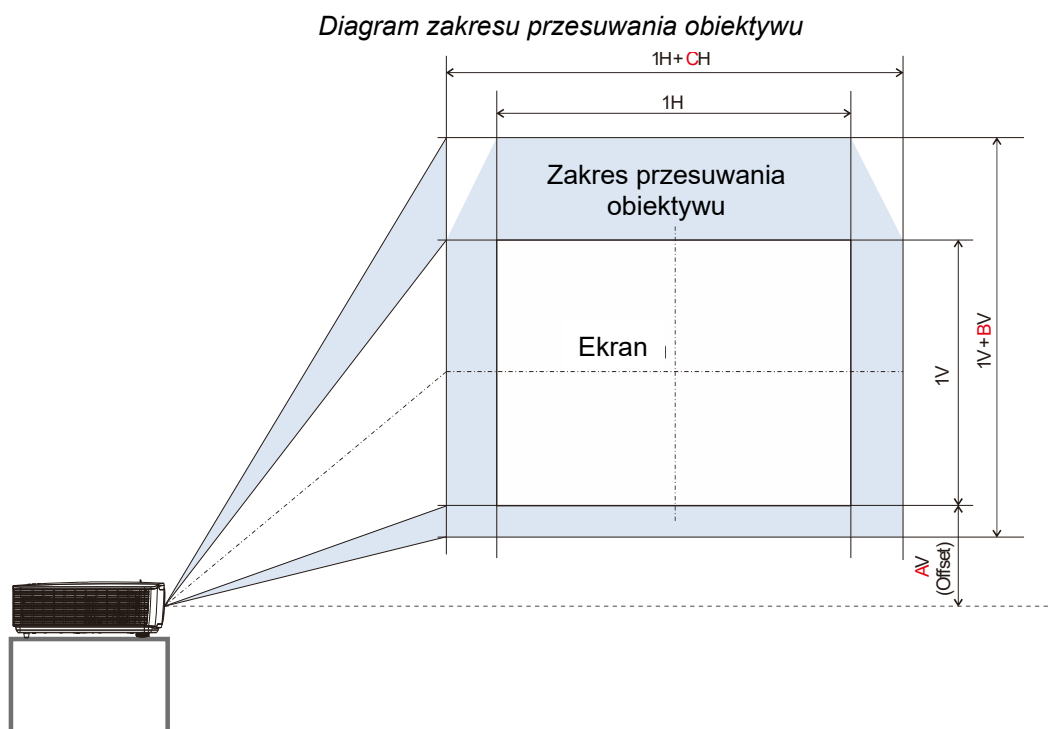 Diagram zakresu przesuwania obiektywu
1H + CH
1H
Zakres przesuwania
obiektywu
Ekran
1V
1V + BV
AV
(Offset)